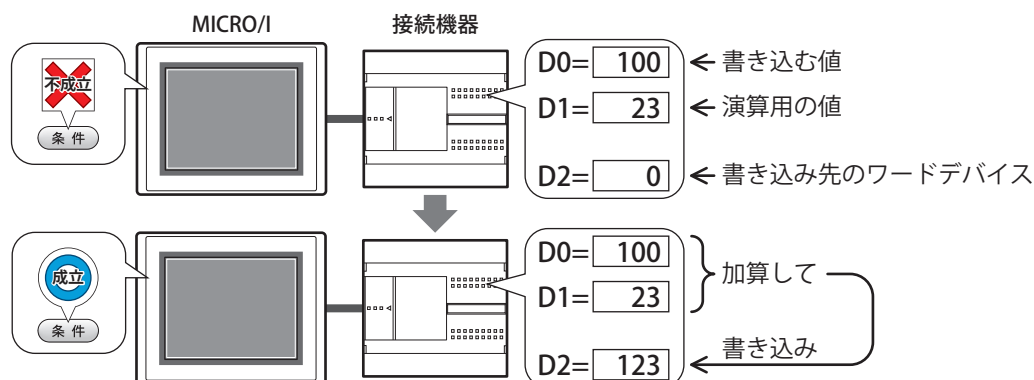 MICRO/I
接続機器
不成立
条件
D0= 100 ← 書き込む値
D1= 23 ← 演算用の値
D2= 0 ← 書き込み先のワードデバイス
成立
条件
D0= 100
D1= 23
加算して
D2= 123
書き込み